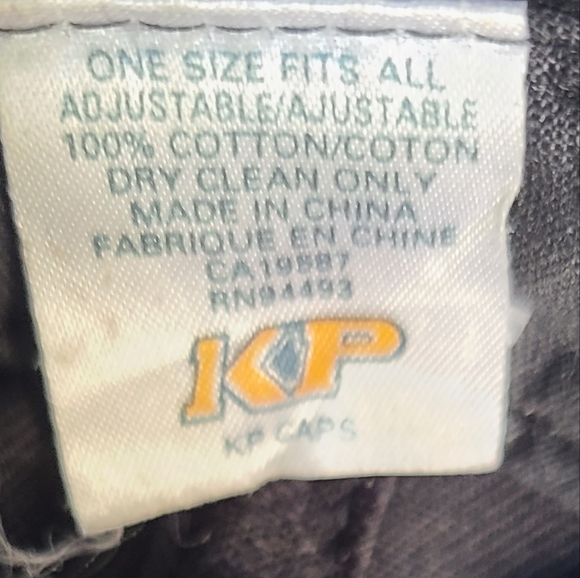 ONE SIZE FITS ALL
ADJUSTABLE/AJUSTABLE
100% COTTON/COTON
DRY CLEAN ONLY
MADE IN CHINA
FABRIQUE EN CHINE
CA19887
RN94493
KP
KP CAPS